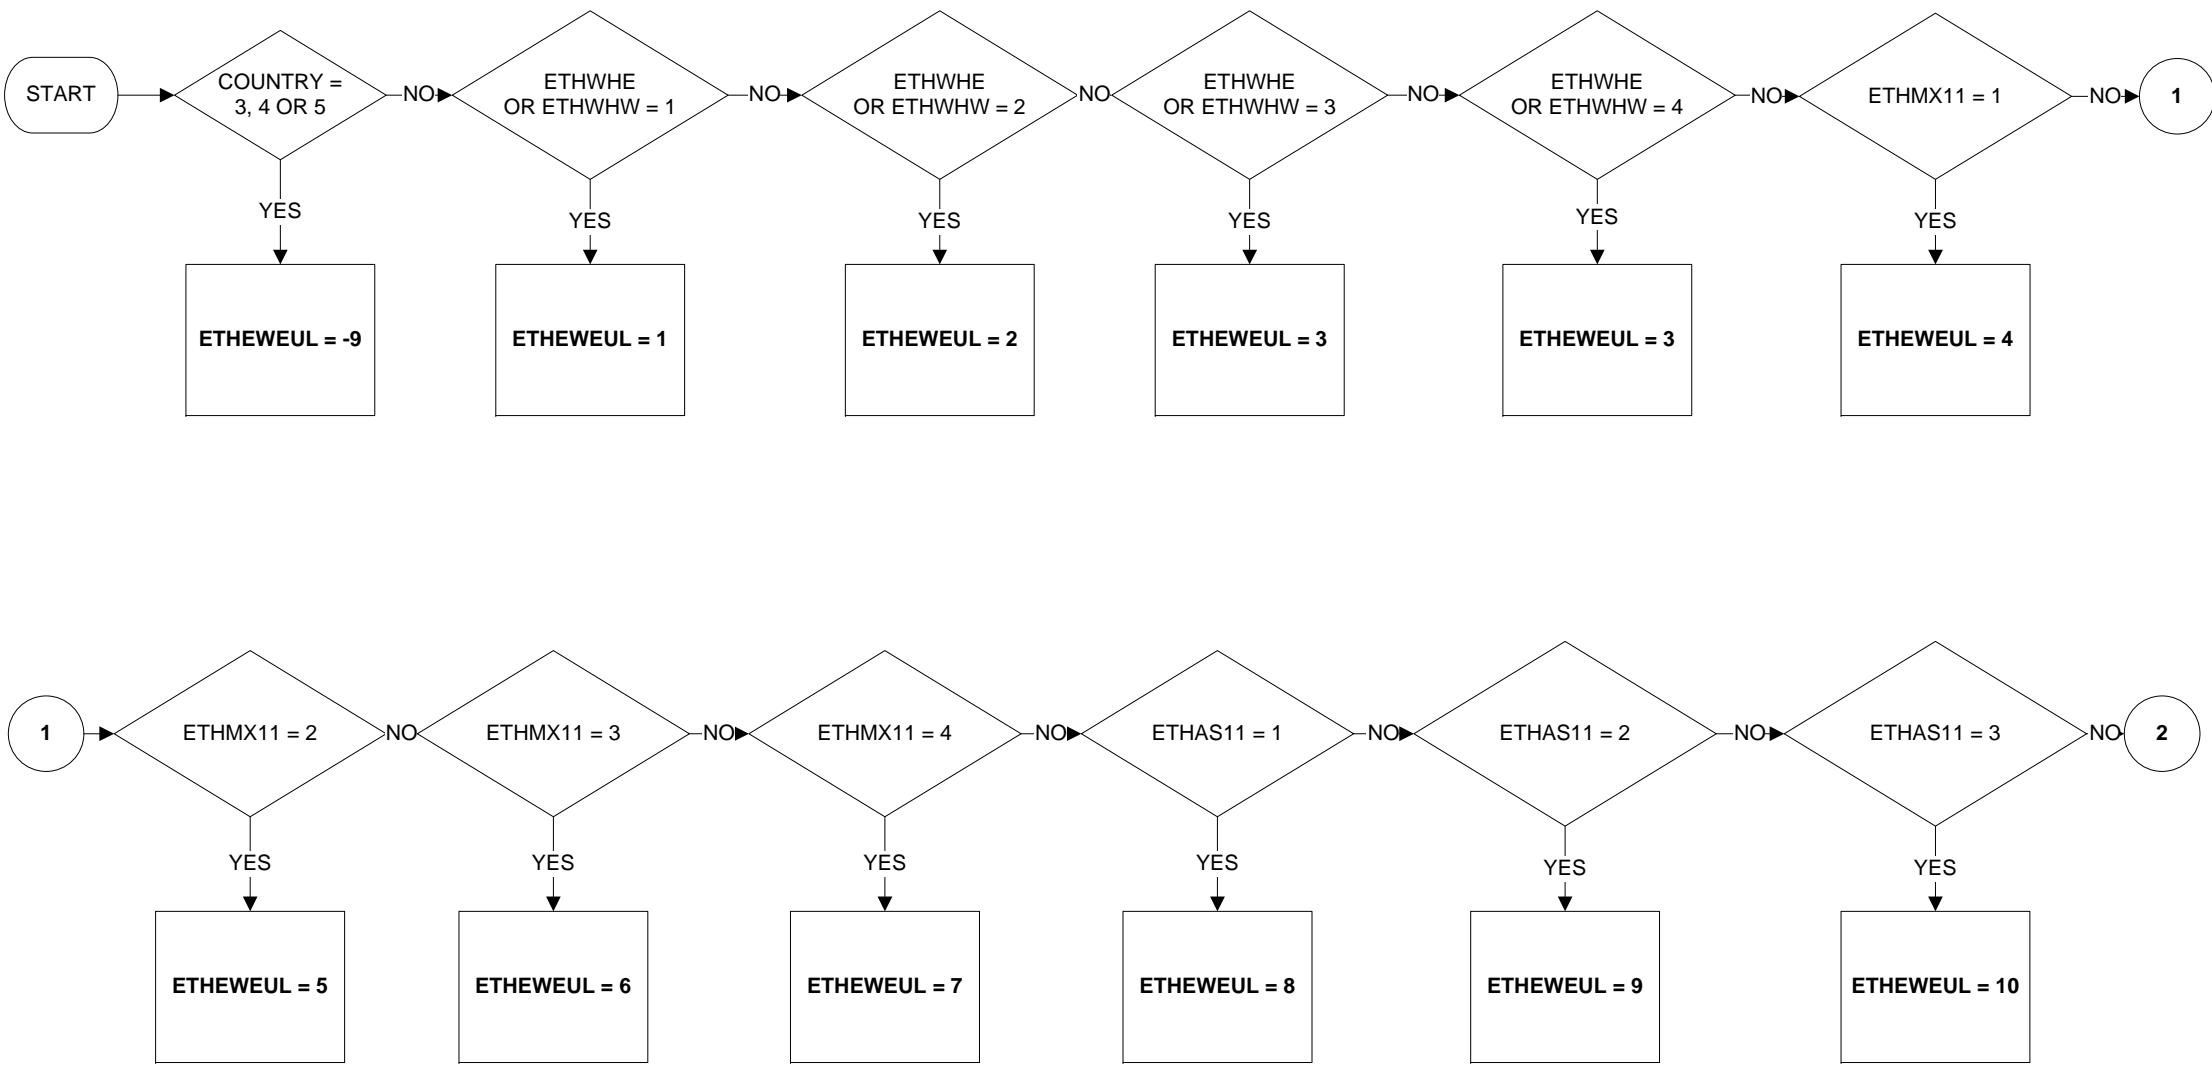 START
COUNTRY =
3, 4 OR 5
NO
ETHWHE
OR ETHWHW = 1
NO
ETHWHE
OR ETHWHW = 2
NO
ETHWHE
OR ETHWHW = 3
NO
ETHWHE
OR ETHWHW = 4
NO
ETHMX11 = 1
NO
1
YES
YES
YES
YES
YES
YES
ETHEWEUL = -9
ETHEWEUL = 1
ETHEWEUL = 2
ETHEWEUL = 3
ETHEWEUL = 3
ETHEWEUL = 4
1
ETHMX11 = 2
NO
ETHMX11 = 3
NO
ETHMX11 = 4
NO
ETHAS11 = 1
NO
ETHAS11 = 2
NO
ETHAS11 = 3
NO
2
YES
YES
YES
YES
YES
YES
ETHEWEUL = 5
ETHEWEUL = 6
ETHEWEUL = 7
ETHEWEUL = 8
ETHEWEUL = 9
ETHEWEUL = 10